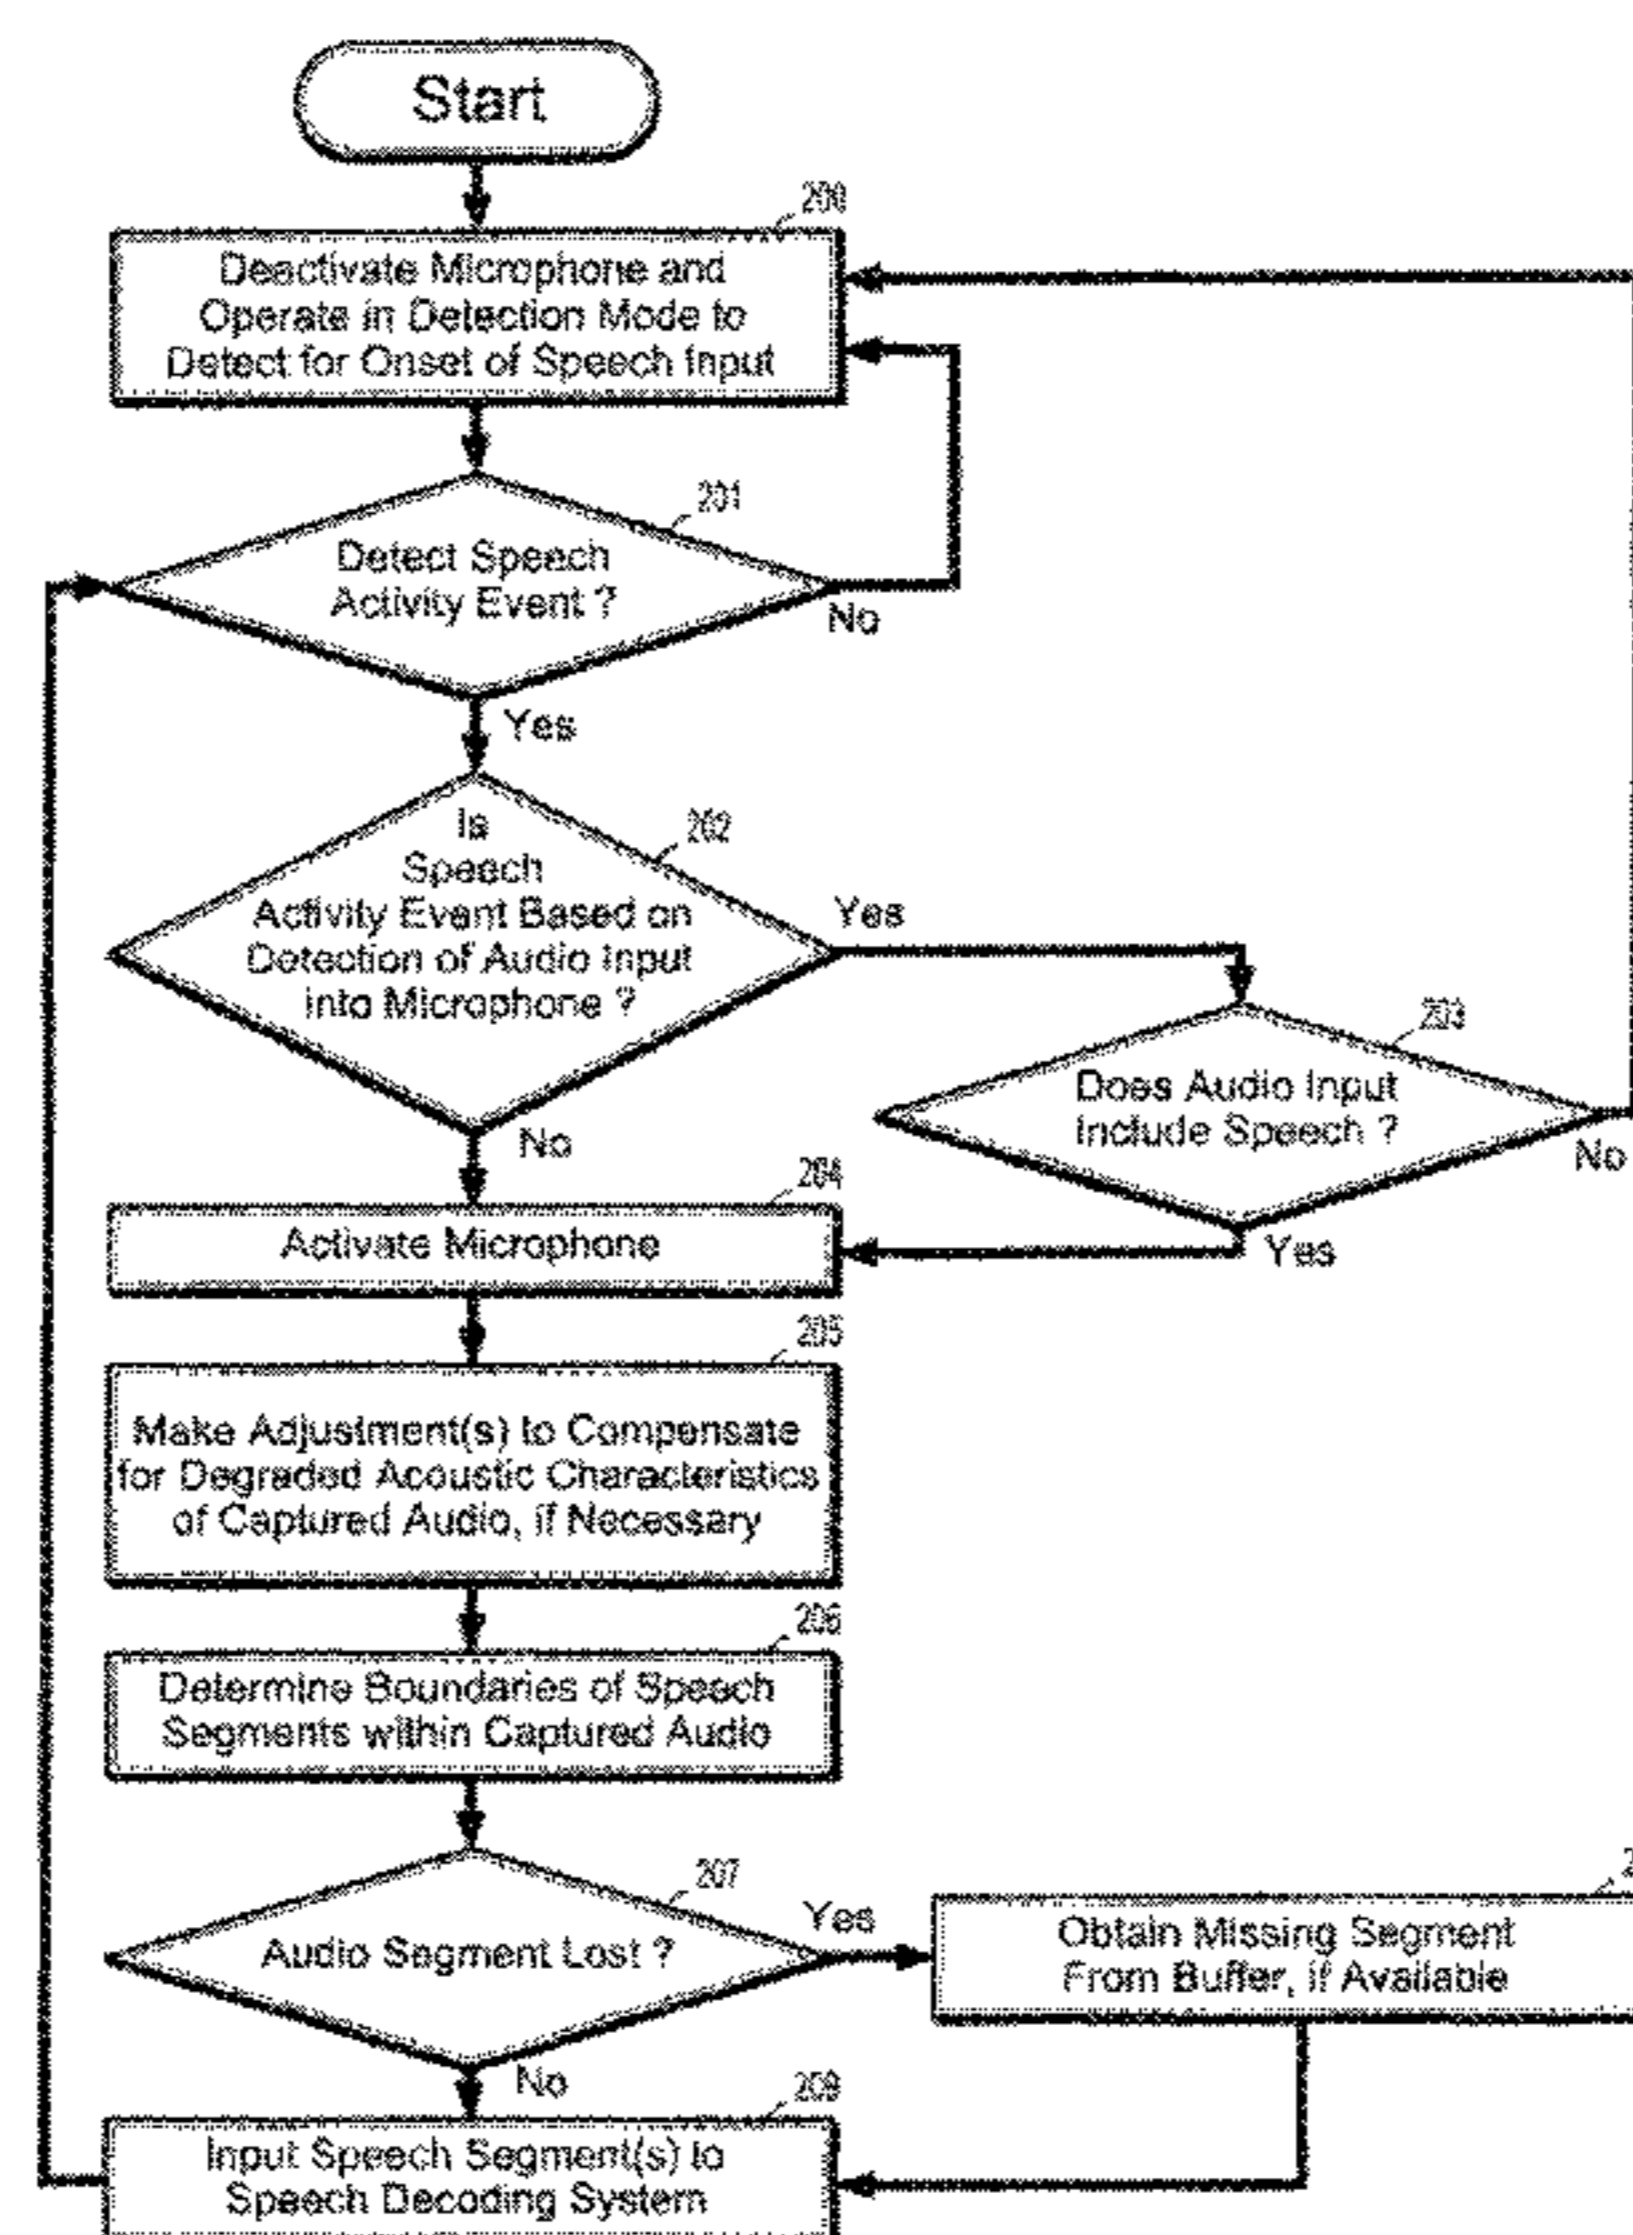 Start
200
Deactivate Microphone and
Operate in Detection Mode to
Detect for Onset of Speech Input
201
Detect Speech
Activity Event ?
No
Yes
202
Is
Speech
Activity Event Based on
Detection of Audio Input
into Microphone ?
Yes
No
203
Does Audio Input
Include Speech ?
No
Yes
204
Activate Microphone
205
Make Adjustment(s) to Compensate
for Degraded Acoustic Characteristics
of Captured Audio, if Necessary
206
Determine Boundaries of Speech
Segments within Captured Audio
207
Audio Segment Lost ?
Yes
No
Obtain Missing Segment
From Buffer, if Available
209
Input Speech Segment(s) to
Speech Decoding System